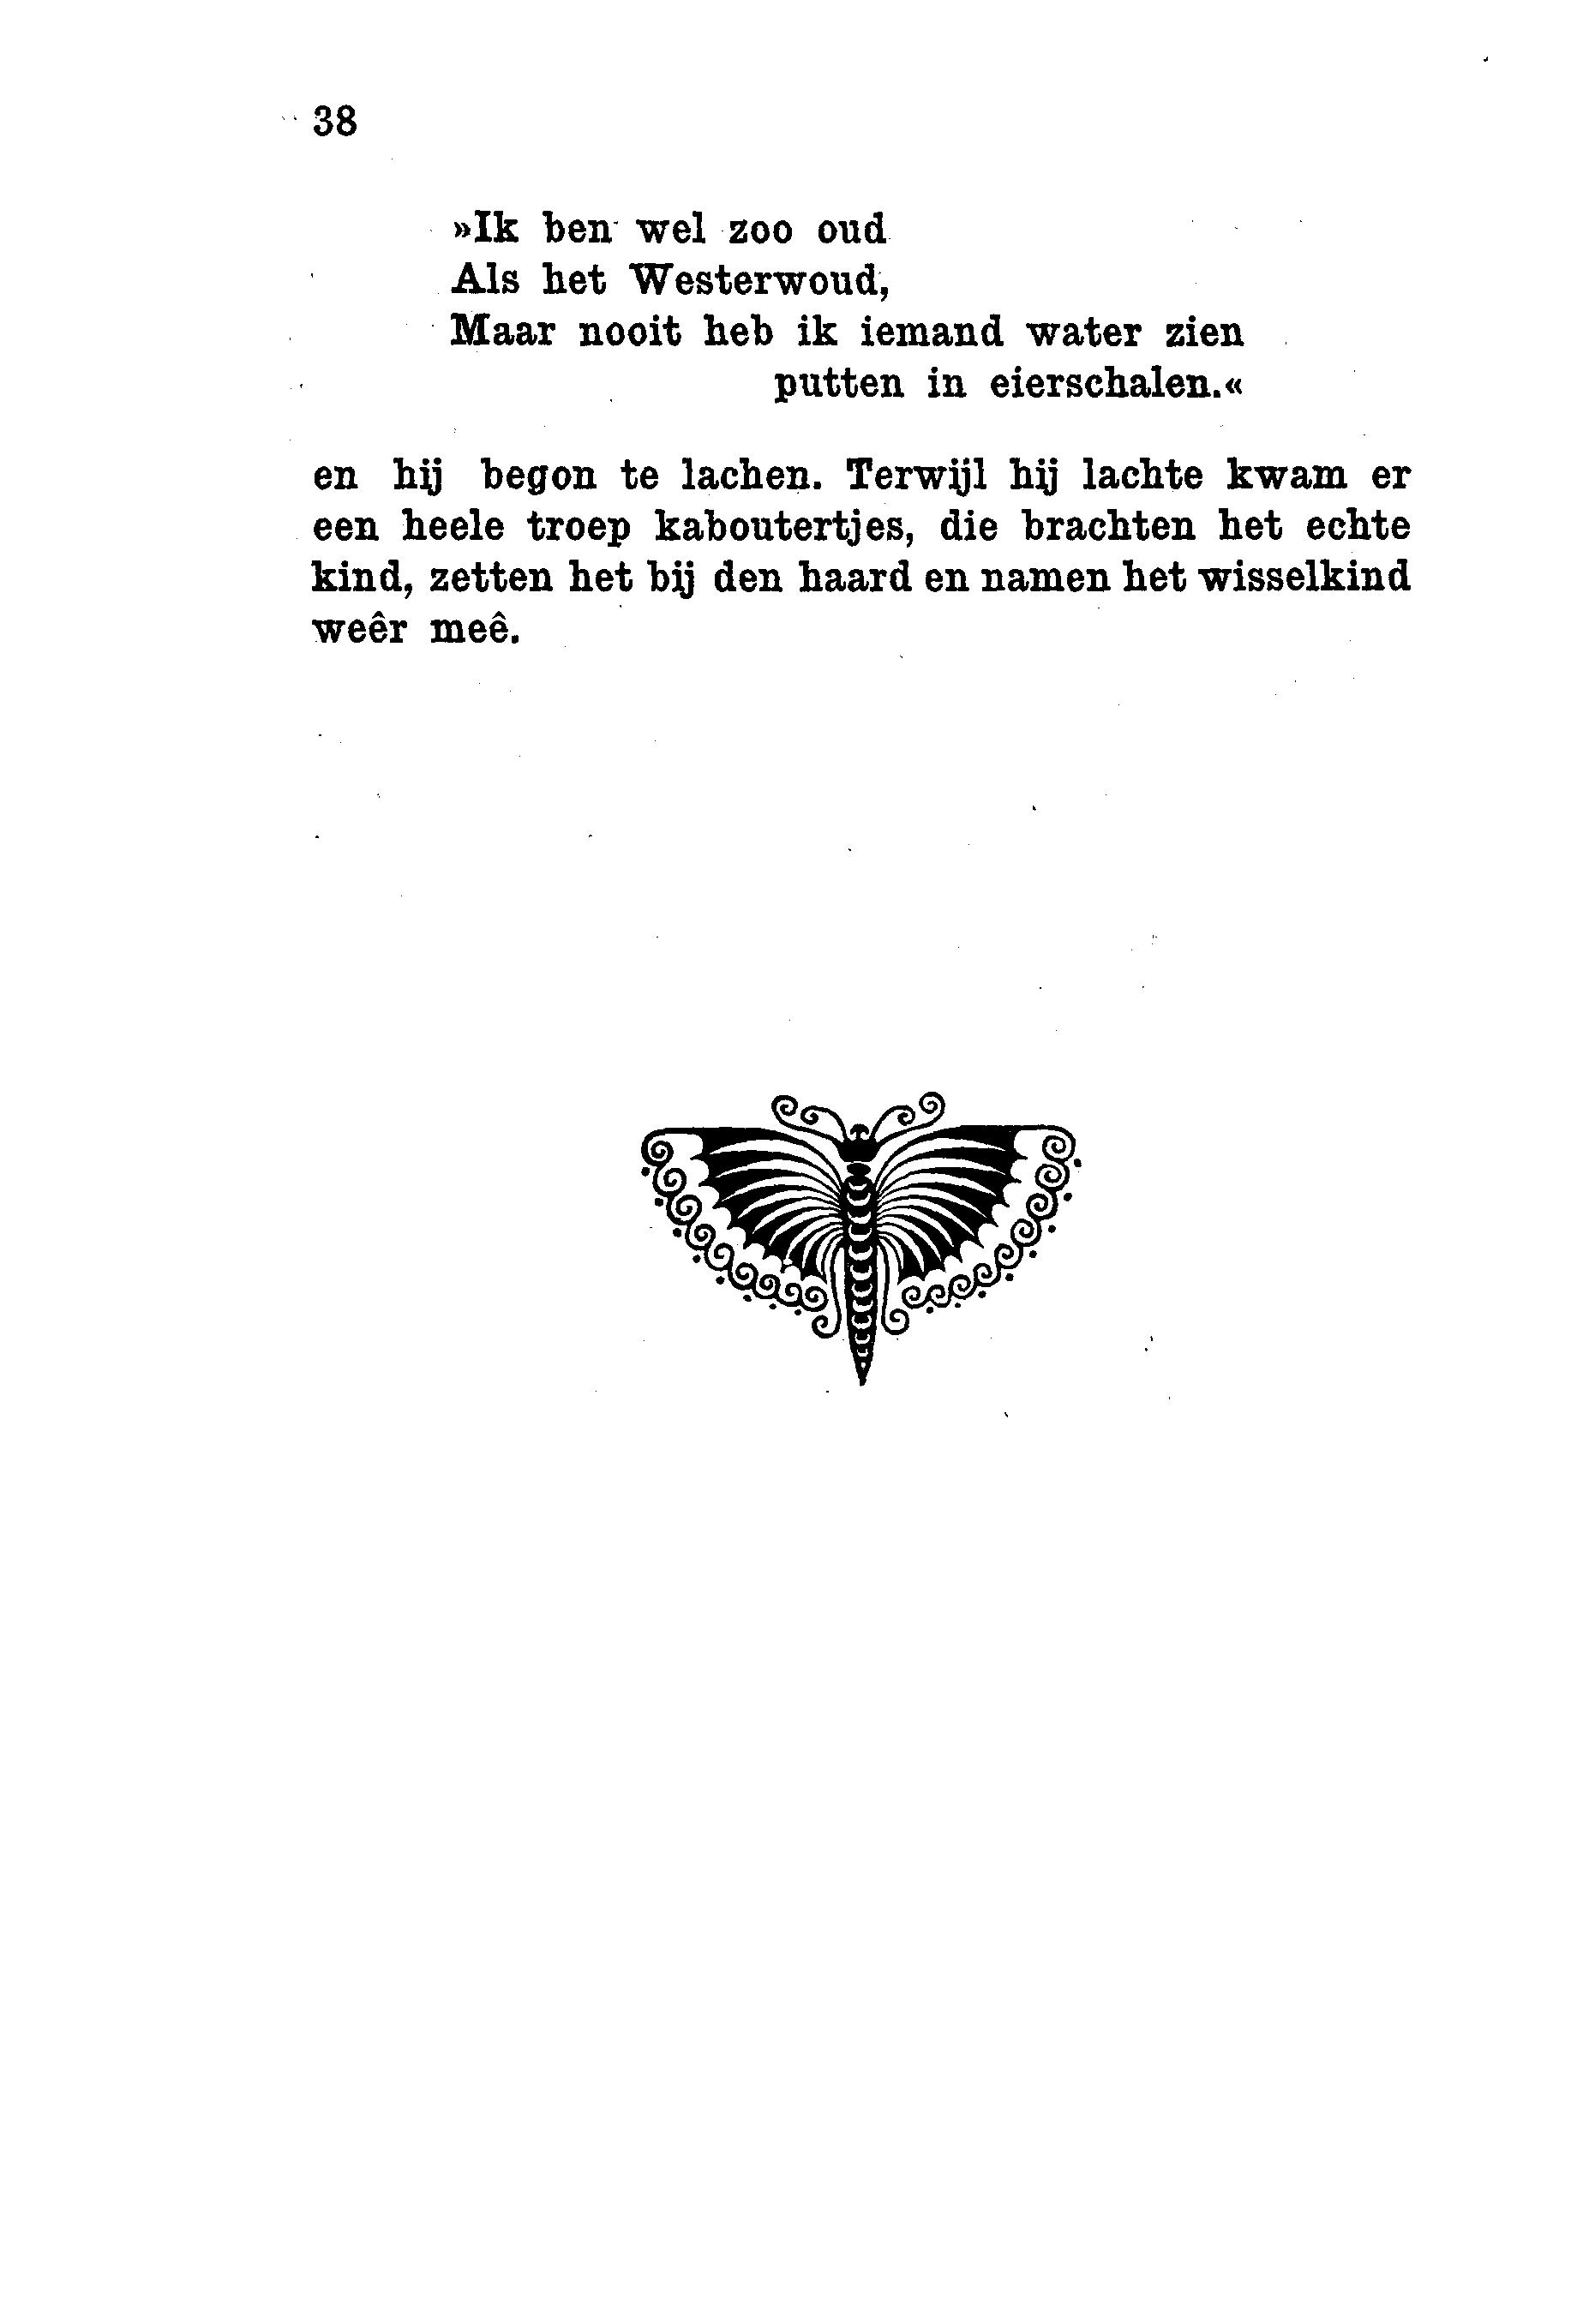 38
»Ik ben wel zoo oud
Als het Westerwoud,
Maar nooit heb ik iemand water zien
putten in eierschalen.«
en hij begon te lachen. Terwijl hij lachte kwam er
een heele troep kaboutertjes, die brachten het echte
kind, zetten het bij den haard en namen het wisselkind
weêr meê.